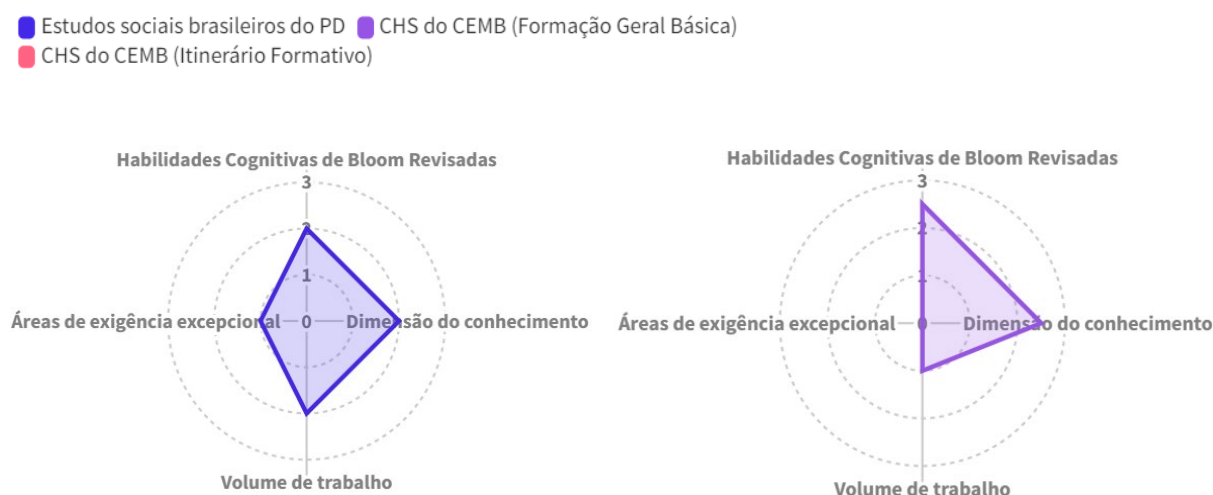 Estudos sociais brasileiros do PD CHS do CEMB (Formação Geral Básica)
CHS do CEMB (Itinerário Formativo)
Habilidades Cognitivas de Bloom Revisadas
3
2
1
Áreas de exigência excepcional 0 Dimensão do conhecimento
Volume de trabalho
Habilidades Cognitivas de Bloom Revisadas
3
2
1
Áreas de exigência excepcional 0 Dimensão do conhecimento
Volume de trabalho